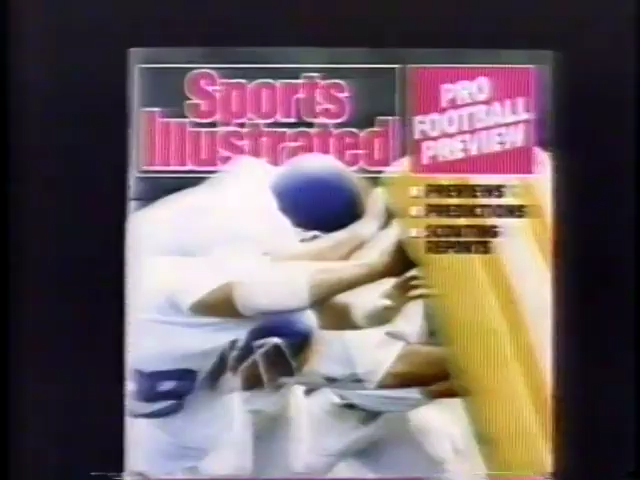 Sports
Illustrated
PRO
FOOTBALL
PREVIEW
PREVIEWS
PREDICTIONS
SCOUTING
REPORTS